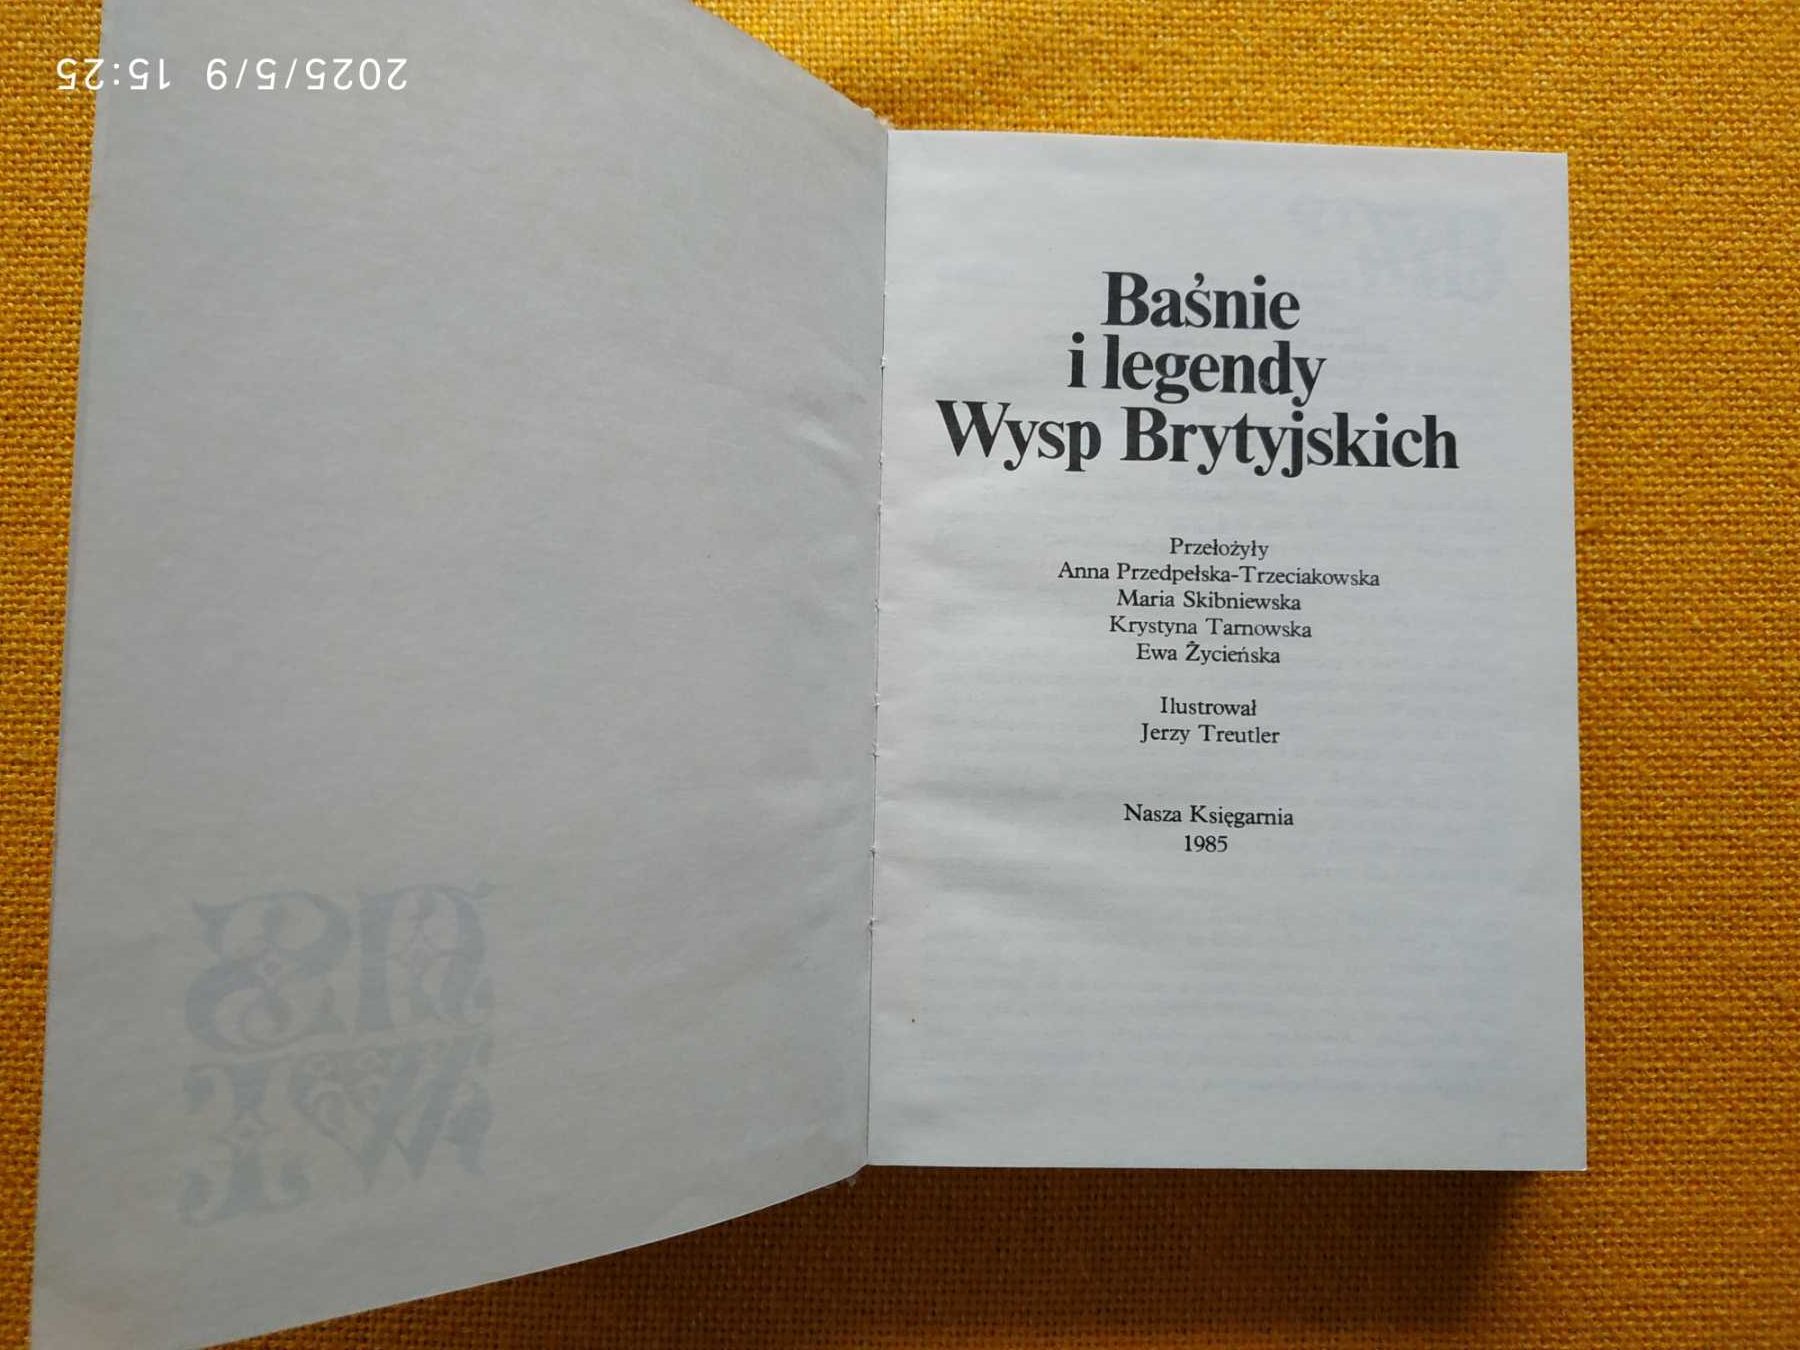 2025/5/9 15:25
Baśnie
i legendy
Wysp Brytyjskich
Przełożyły
Anna Przedpełska-Trzeciakowska
Maria Skibniewska
Krystyna Tarnowska
Ewa Życieńska
Ilustrował
Jerzy Treutler
Nasza Księgarnia
1985